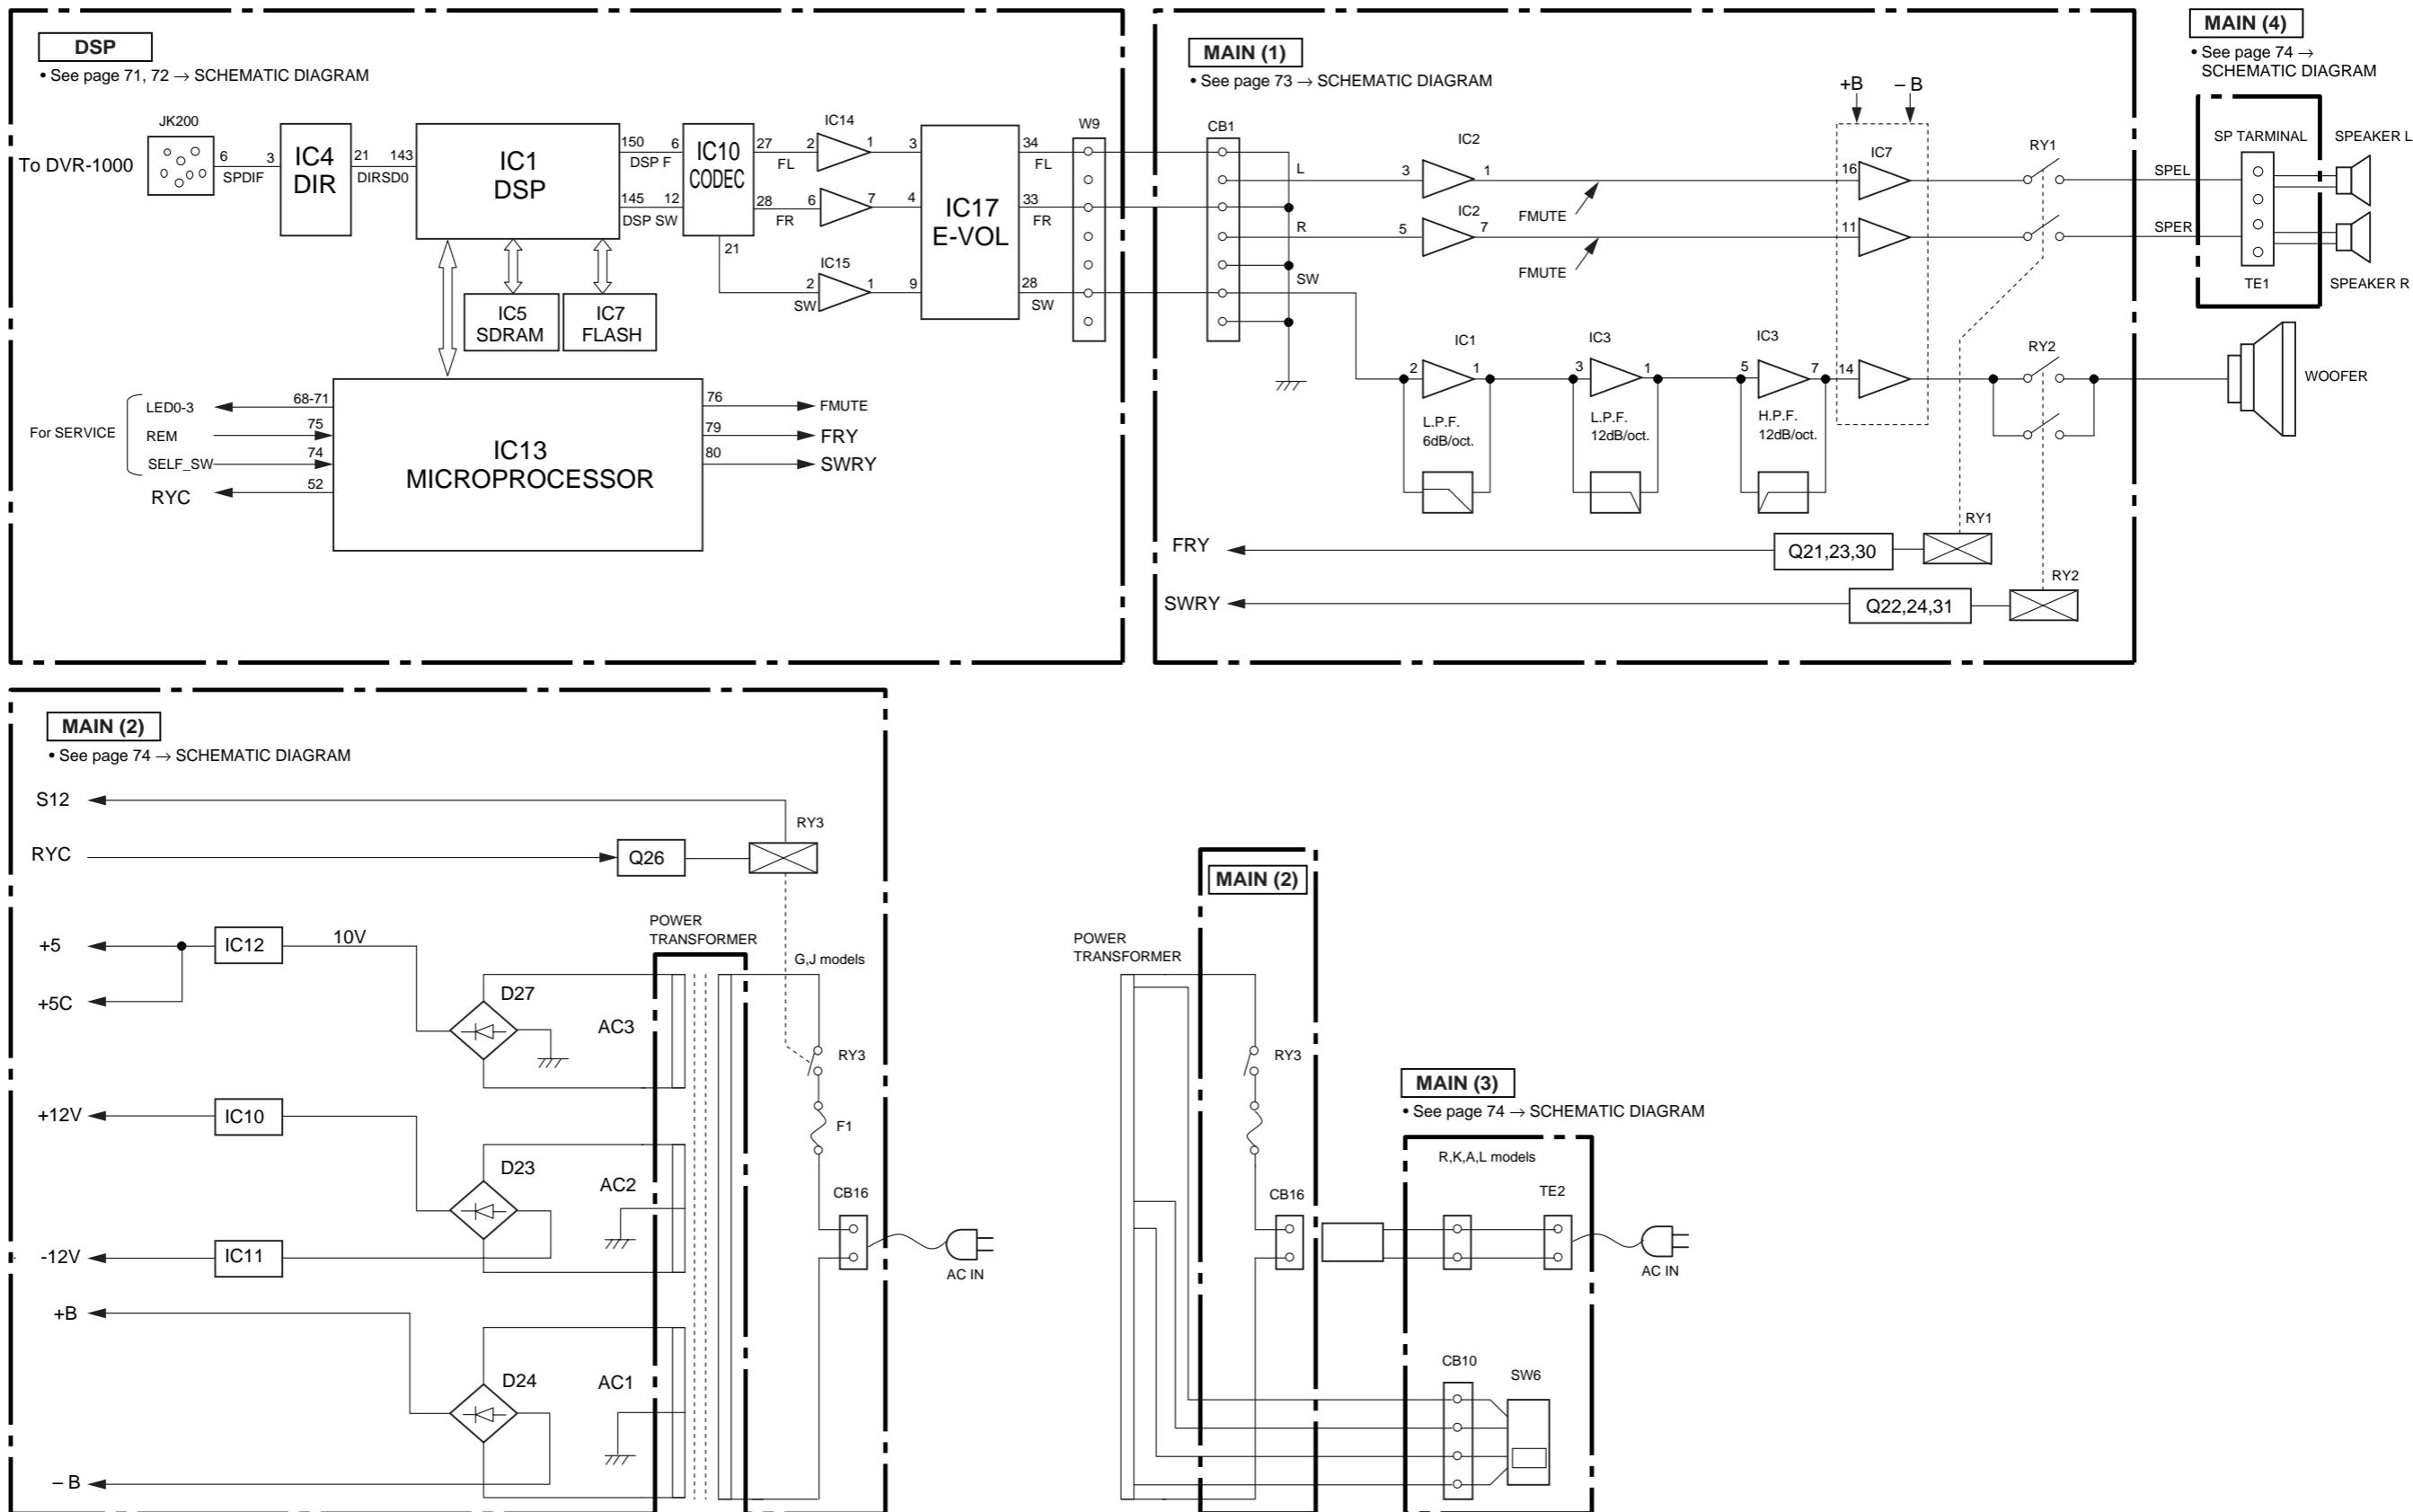 DSP
• See page 71, 72 → SCHEMATIC DIAGRAM
To DVR-1000
JK200
6
SPDIF
3
IC4
DIR
21
DIRSD0
143
IC1
DSP
150
DSP F
6
145
DSP SW
12
IC10
CODEC
27
FL
2
IC14
1
3
28
FR
6
7
4
21
IC15
2
SW
1
9
IC17
E-VOL
34
FL
33
FR
28
SW
W9
IC5
SDRAM
IC7
FLASH
For SERVICE
LED0-3
68-71
REM
75
SELF_SW
74
RYC
52
IC13
MICROPROCESSOR
76
FMUTE
79
FRY
80
SWRY
MAIN (1)
• See page 73 → SCHEMATIC DIAGRAM
CB1
L
3
IC2
1
FMUTE
R
5
IC2
7
FMUTE
SW
+B
– B
IC7
16
11
14
RY1
SPEL
SPER
IC1
2
1
L.P.F.
6dB/oct.
IC3
3
1
L.P.F.
12dB/oct.
IC3
5
7
H.P.F.
12dB/oct.
RY2
FRY
Q21,23,30
RY1
SWRY
Q22,24,31
RY2
MAIN (4)
• See page 74 →
SCHEMATIC DIAGRAM
SP TARMINAL
TE1
SPEAKER L
SPEAKER R
WOOFER
MAIN (2)
• See page 74 → SCHEMATIC DIAGRAM
S12
RY3
RYC
Q26
+5
IC12
10V
+5C
D27
AC3
POWER
TRANSFORMER
G,J models
RY3
F1
+12V
IC10
D23
AC2
CB16
-12V
IC11
AC IN
+B
D24
AC1
– B
MAIN (2)
POWER
TRANSFORMER
RY3
CB16
MAIN (3)
• See page 74 → SCHEMATIC DIAGRAM
R,K,A,L models
TE2
AC IN
CB10
SW6